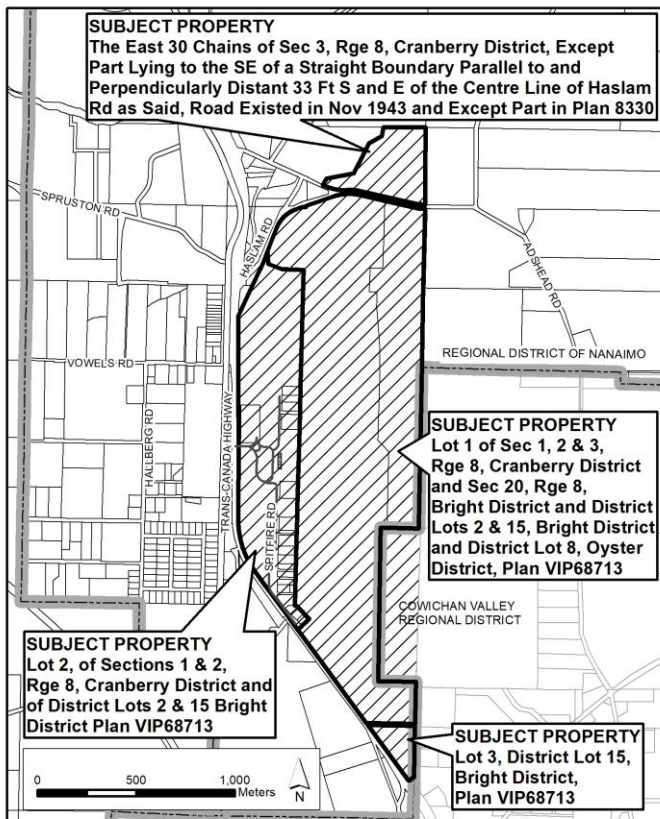 SUBJECT PROPERTY
The East 30 Chains of Sec 3, Rge 8, Cranberry District, Except
Part Lying to the SE of a Straight Boundary Parallel to and
Perpendicularly Distant 33 Ft S and E of the Centre Line of Haslam
Rd as Said, Road Existed in Nov 1943 and Except Part in Plan 8330
SPRUSTON RD
HASLAM RD
ADSHEAD RD
VOWELS RD
REGIONAL DISTRICT OF NANAIMO
HALLBERG RD
TRANS-CANADA HIGHWAY
SPITFIRE RD
SUBJECT PROPERTY
Lot 1 of Sec 1, 2 & 3,
Rge 8, Cranberry District
and Sec 20, Rge 8,
Bright District and District
Lots 2 & 15, Bright District
and District Lot 8, Oyster
District, Plan VIP68713
COWICHAN VALLEY
REGIONAL DISTRICT
SUBJECT PROPERTY
Lot 2, of Sections 1 & 2,
Rge 8, Cranberry District and
of District Lots 2 & 15 Bright
District Plan VIP68713
SUBJECT PROPERTY
Lot 3, District Lot 15,
Bright District,
Plan VIP68713
0 500 1,000
Meters
N